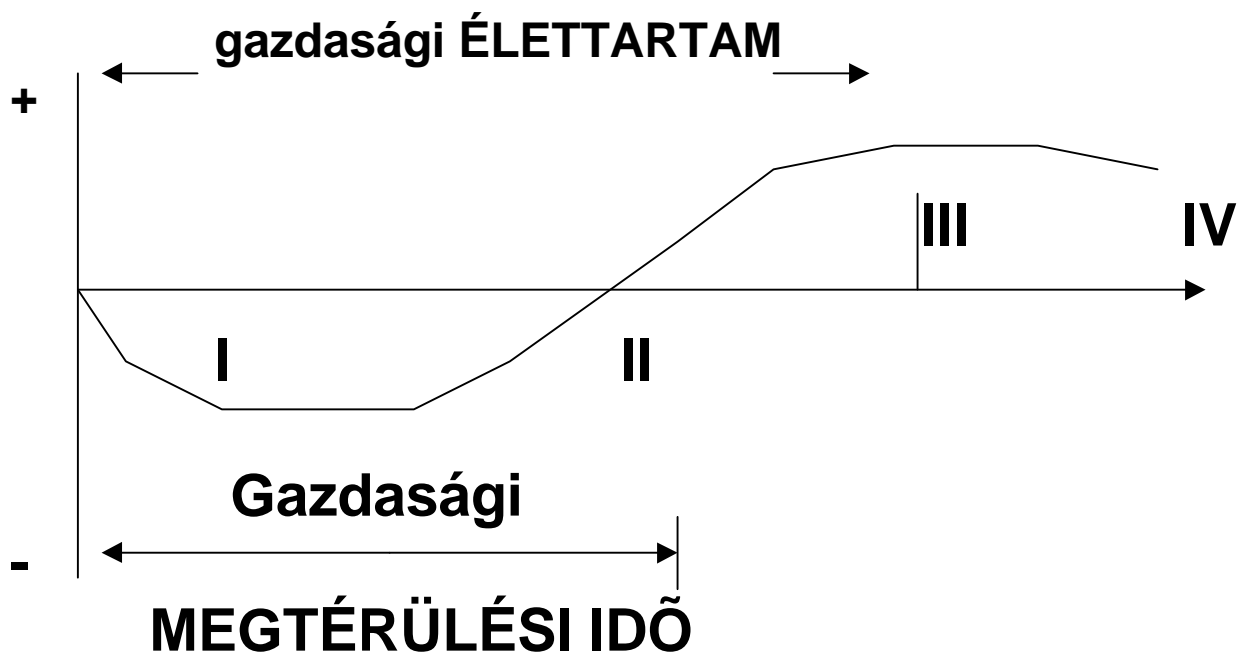 gazdasági ÉLETTARTAM
+
III IV
I II
Gazdasági
-
MEGTÉRÜLÉSI IDÕ